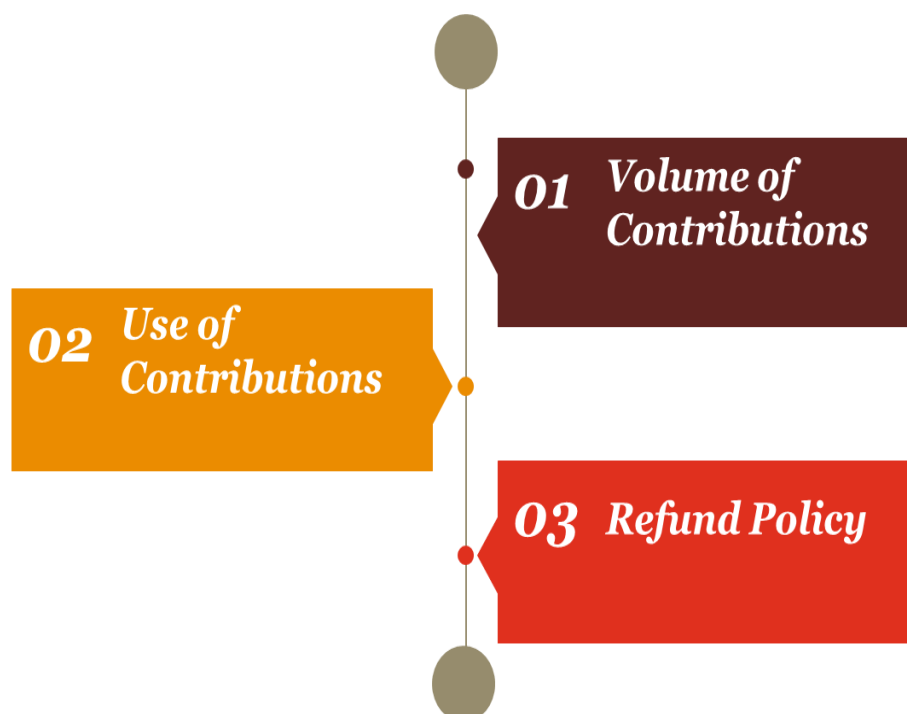 01 Volume of
Contributions
02 Use of
Contributions
03 Refund Policy